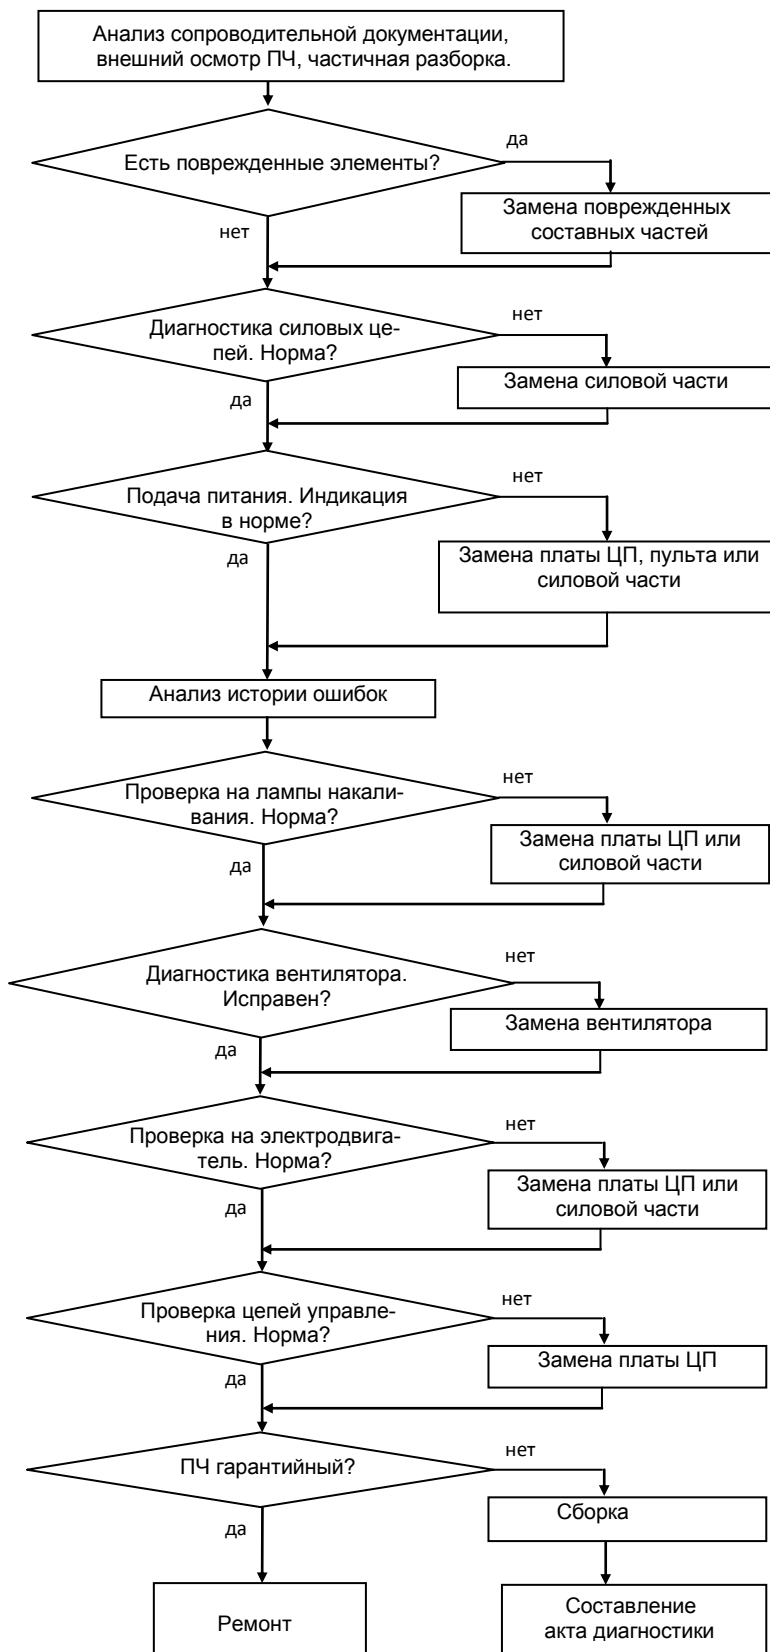 Анализ сопроводительной документации,
внешний осмотр ПЧ, частичная разборка.
да
Есть поврежденные элементы?
Замена поврежденных
составных частей
нет
нет
Диагностика силовых це-
пей. Норма?
Замена силовой части
да
нет
Подача питания. Индикация
в норме?
Замена платы ЦП, пульта или
силовой части
да
Анализ истории ошибок
нет
Проверка на лампы накали-
вания. Норма?
Замена платы ЦП или
силовой части
да
нет
Диагностика вентилятора.
Исправен?
Замена вентилятора
да
нет
Проверка на электродвига-
тель. Норма?
Замена платы ЦП или
силовой части
да
нет
Проверка цепей управле-
ния. Норма?
Замена платы ЦП
да
нет
ПЧ гарантийный?
Сборка
да
Ремонт
Составление
акта диагностики